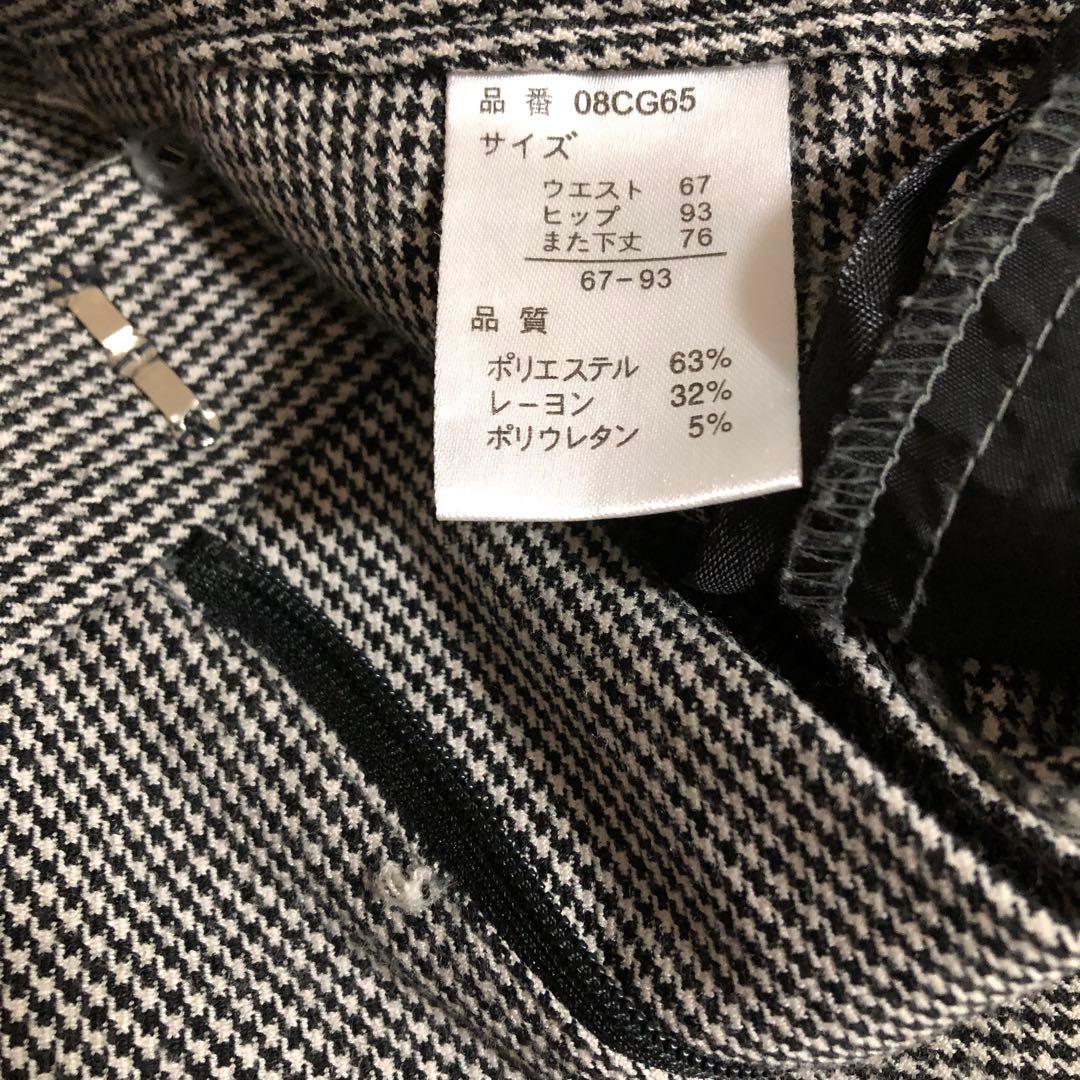 品 番 08CG65
サイズ
ウエスト 67
ヒップ 93
また下丈 76
67-93
品 質
ポリエステル 63%
レーヨン 32%
ポリウレタン 5%